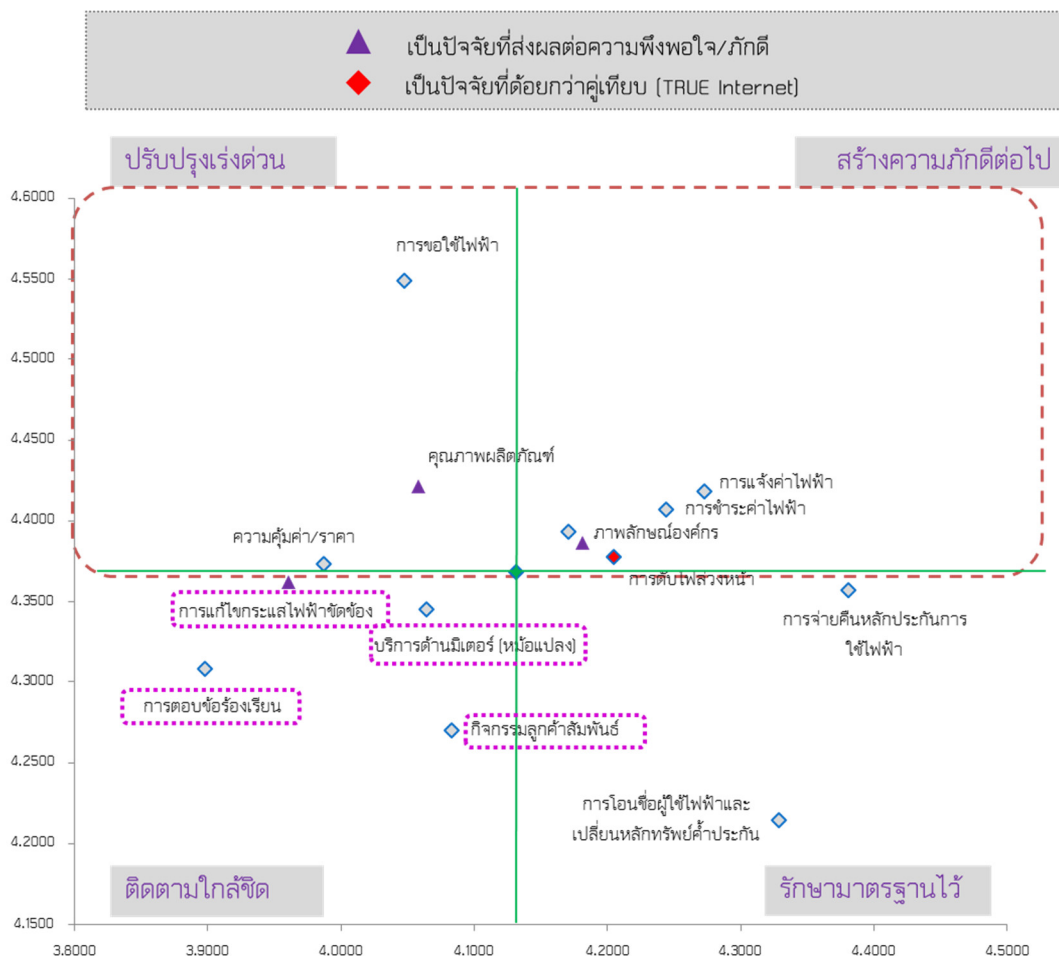 เป็นปัจจัยที่ส่งผลต่อความพึงพอใจ/ภักดี
เป็นปัจจัยที่ด้อยกว่าคู่เทียบ (TRUE Internet)
ปรับปรุงเร่งด่วน
สร้างความภักดีต่อไป
4.6000
การขอใช้ไฟฟ้า
4.5500
4.5000
4.4500
คุณภาพผลิตภัณฑ์
การแจ้งค่าไฟฟ้า
การชำระค่าไฟฟ้า
4.4000
ความคุ้มค่า/ราคา
ภาพลักษณ์องค์กร
การดับไฟล่วงหน้า
4.3500
การแก้ไขกระแสไฟฟ้าขัดข้อง
การจ่ายคืนหลักประกันการ
ใช้ไฟฟ้า
บริการด้านมิเตอร์ (หม้อแปลง)
4.3000
การตอบข้อร้องเรียน
กิจกรรมลูกค้าสัมพันธ์
4.2500
การโอนชื่อผู้ใช้ไฟฟ้าและ
เปลี่ยนหลักทรัพย์ค้ำประกัน
4.2000
ติดตามใกล้ชิด
รักษามาตรฐานไว้
4.1500
3.8000 3.9000 4.0000 4.1000 4.2000 4.3000 4.4000 4.5000